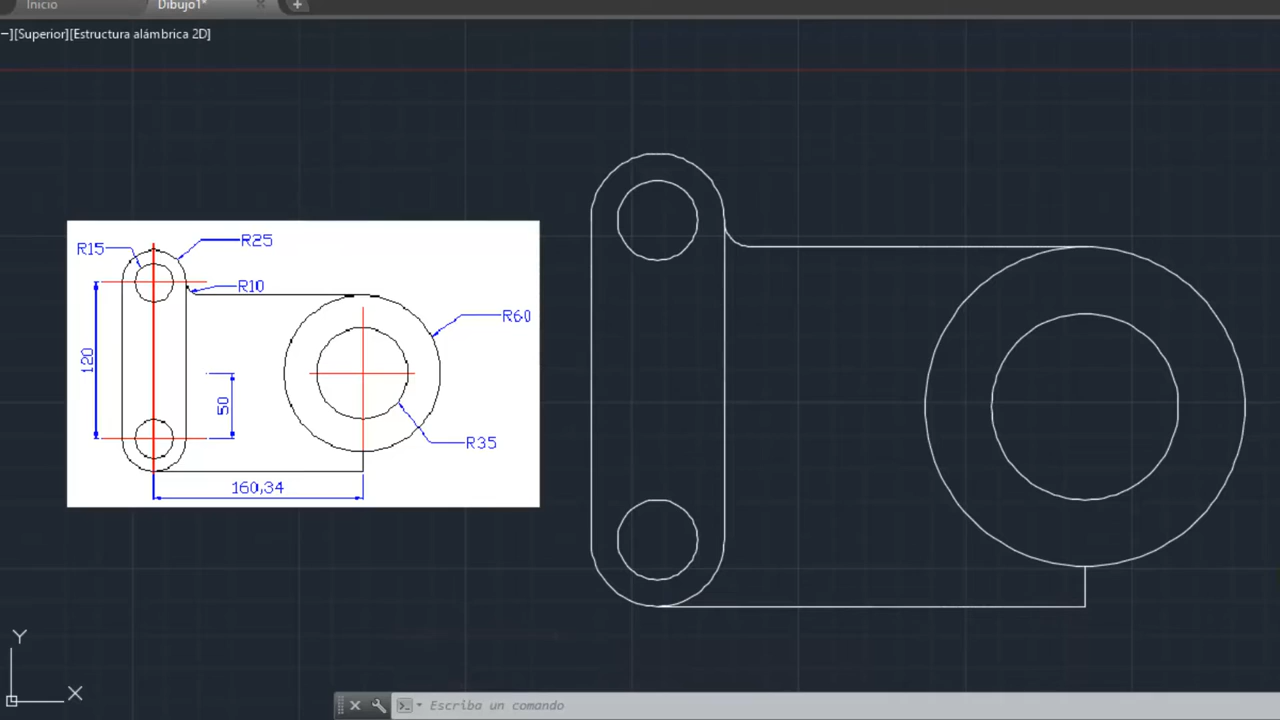 Inicio
Dibujo1*
−][Superior][Estructura alámbrica 2D]
R15
R25
R10
R60
120
50
R35
160,34
Y
X
Escriba un comando